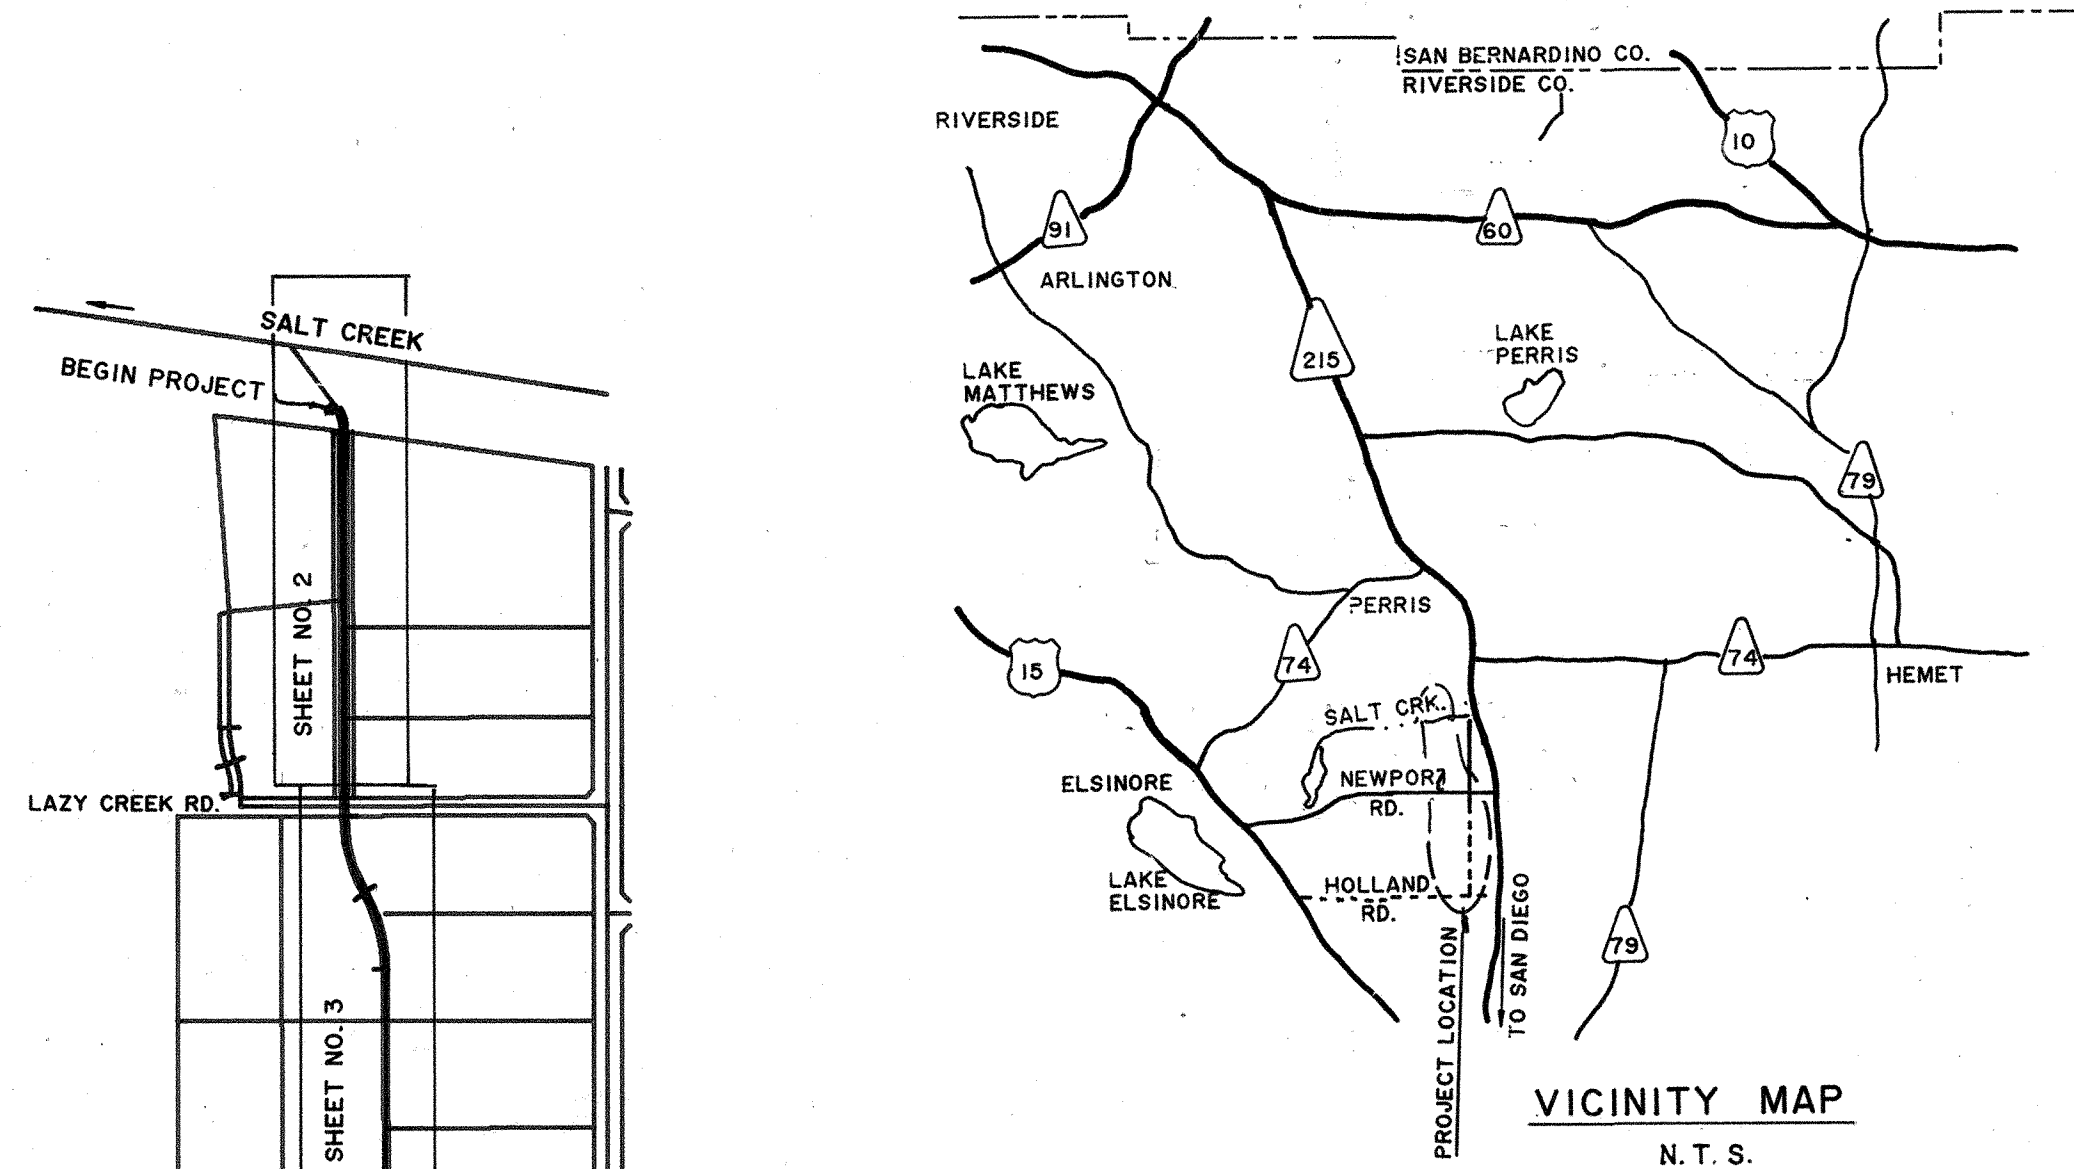 SALT CREEK
BEGIN PROJECT
SHEET NO. 2
LAZY CREEK RD.
SHEET NO. 3
SAN BERNARDINO CO.
RIVERSIDE CO.
RIVERSIDE
10
91
60
ARLINGTON
215
LAKE
PERRIS
LAKE
MATTHEWS
79
PERRIS
15
74
74
HEMET
SALT CRK.
ELSINORE
NEWPORT
RD.
LAKE
ELSINORE
HOLLAND
RD.
79
PROJECT LOCATION
TO SAN DIEGO
VICINITY MAP
N. T. S.